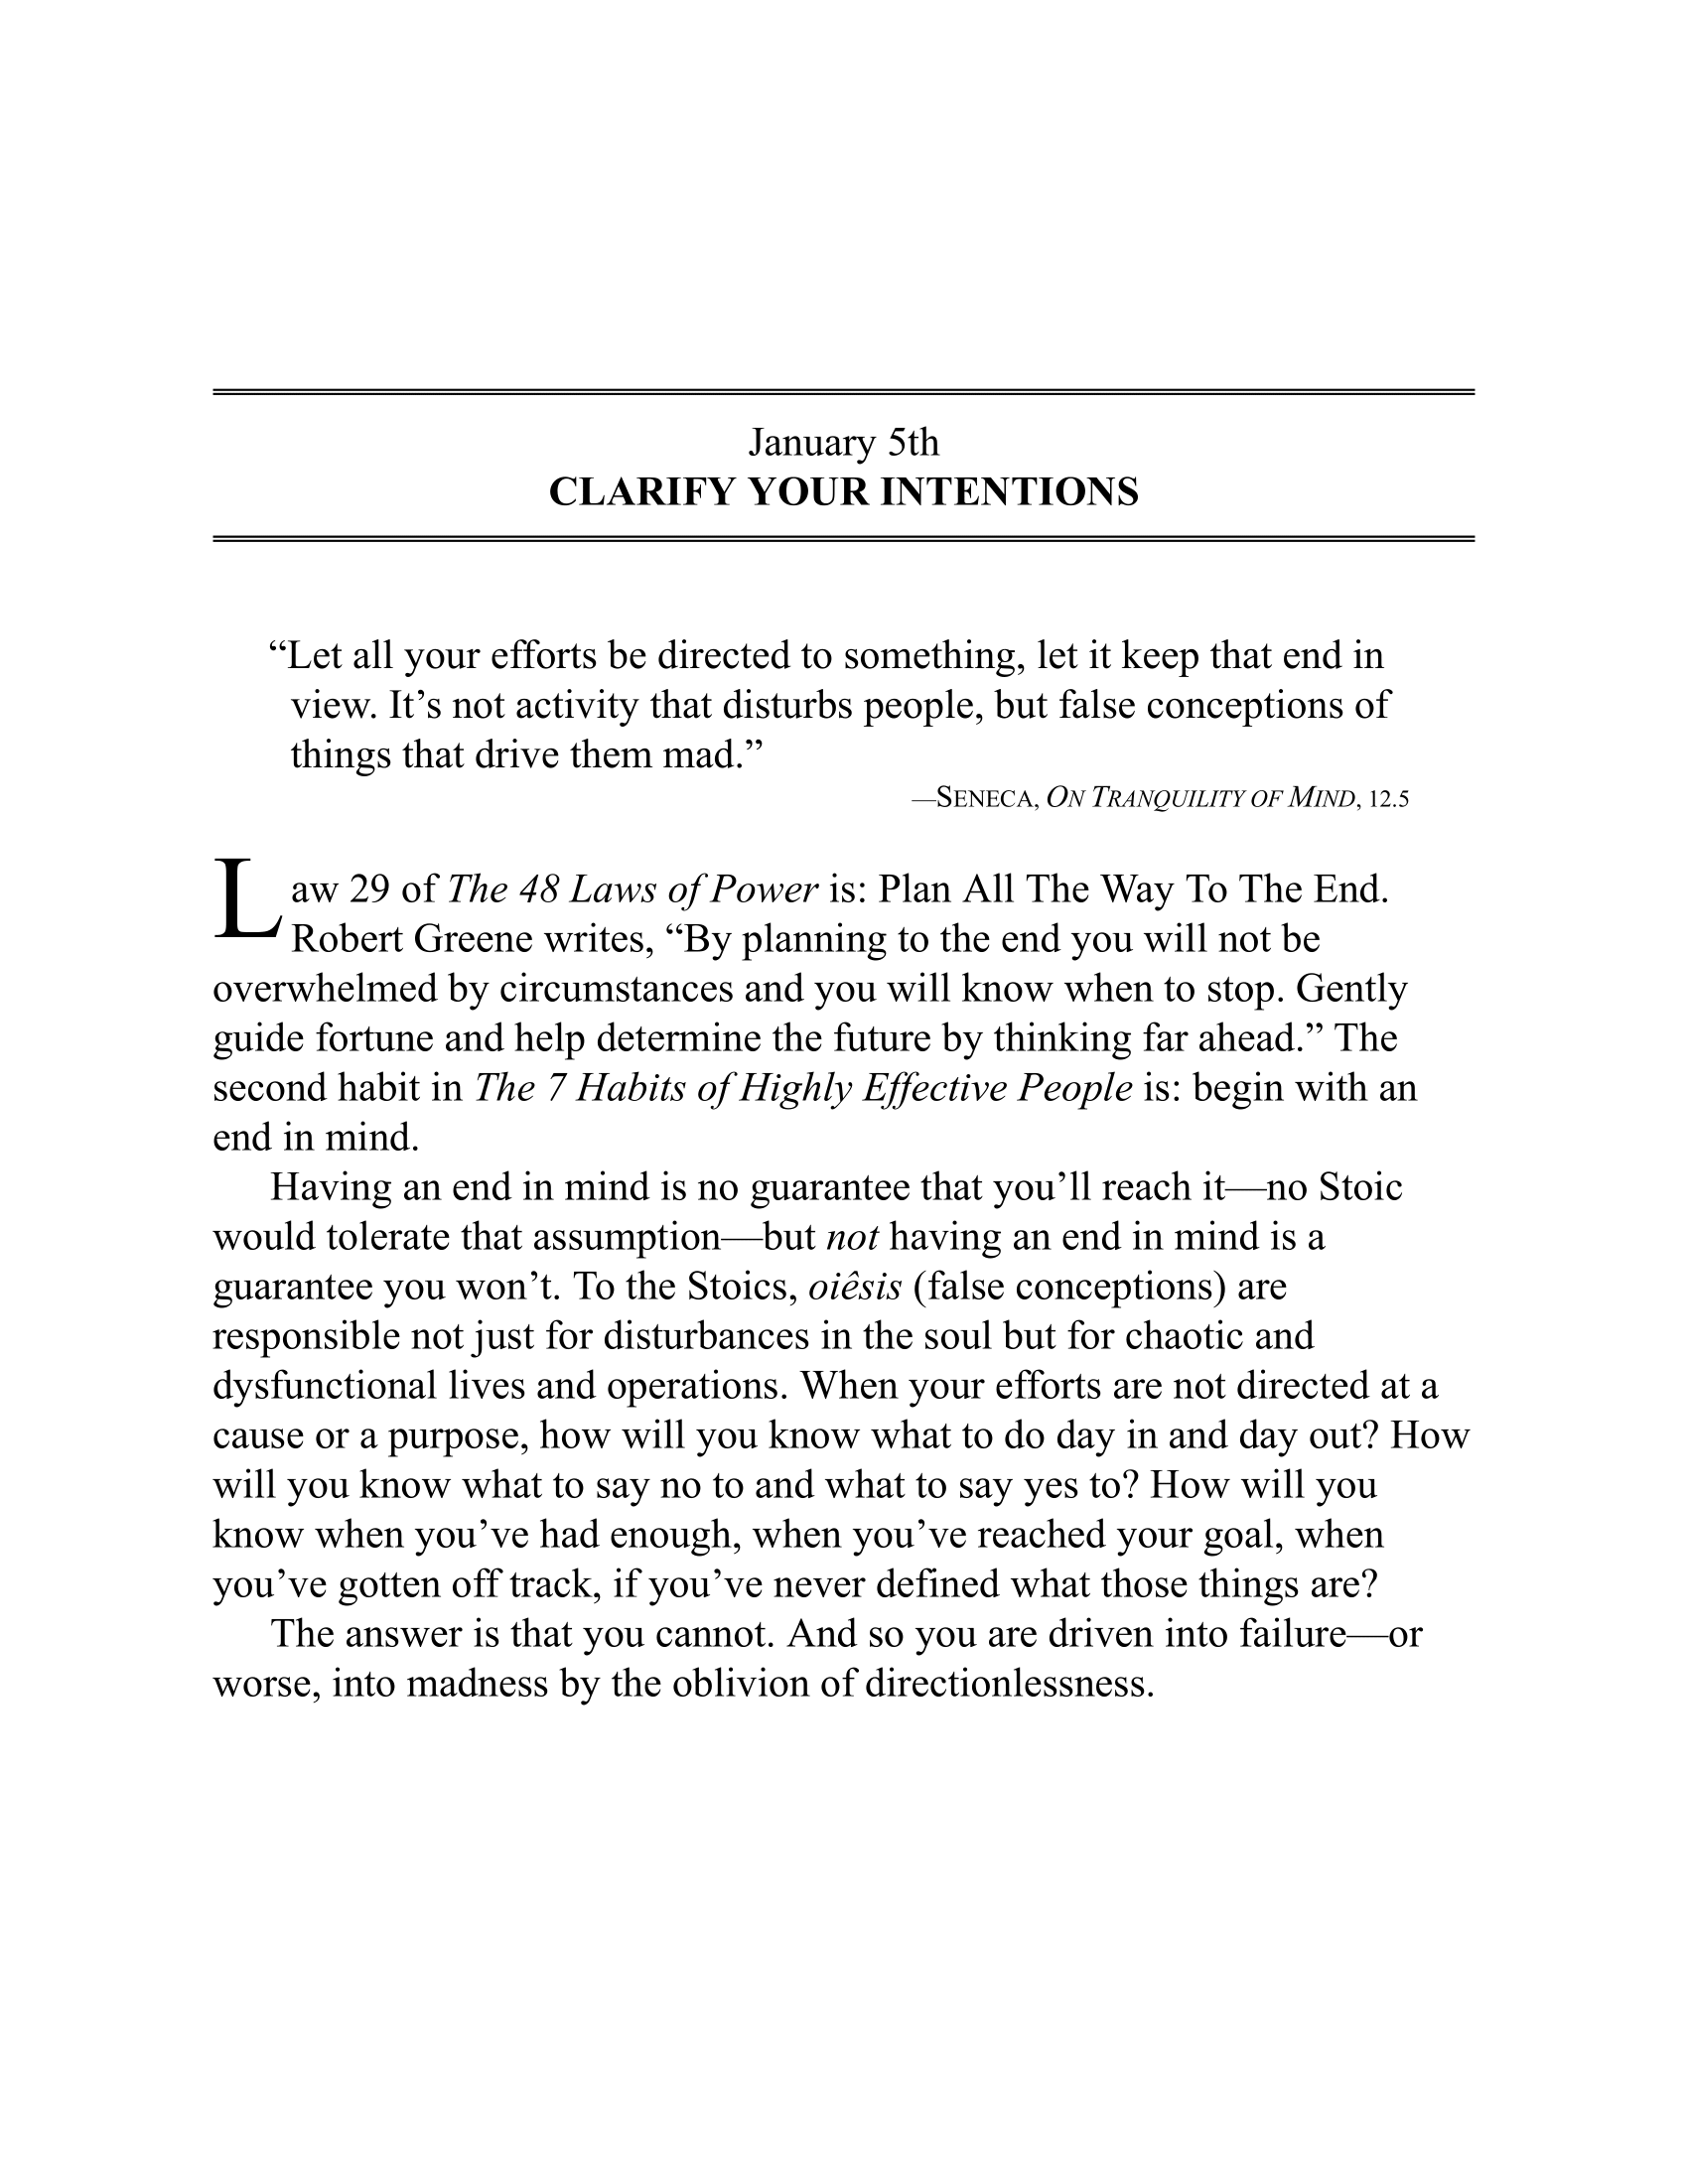 January 5th
CLARIFY YOUR INTENTIONS
“Let all your efforts be directed to something, let it keep that end in
view. It’s not activity that disturbs people, but false conceptions of
things that drive them mad.”
—SENECA, ON TRANQUILITY OF MIND, 12.5
Law 29 of The 48 Laws of Power is: Plan All The Way To The End.
Robert Greene writes, “By planning to the end you will not be
overwhelmed by circumstances and you will know when to stop. Gently
guide fortune and help determine the future by thinking far ahead.” The
second habit in The 7 Habits of Highly Effective People is: begin with an
end in mind.
Having an end in mind is no guarantee that you’ll reach it—no Stoic
would tolerate that assumption—but not having an end in mind is a
guarantee you won’t. To the Stoics, oiêsis (false conceptions) are
responsible not just for disturbances in the soul but for chaotic and
dysfunctional lives and operations. When your efforts are not directed at a
cause or a purpose, how will you know what to do day in and day out? How
will you know what to say no to and what to say yes to? How will you
know when you’ve had enough, when you’ve reached your goal, when
you’ve gotten off track, if you’ve never defined what those things are?
The answer is that you cannot. And so you are driven into failure—or
worse, into madness by the oblivion of directionlessness.